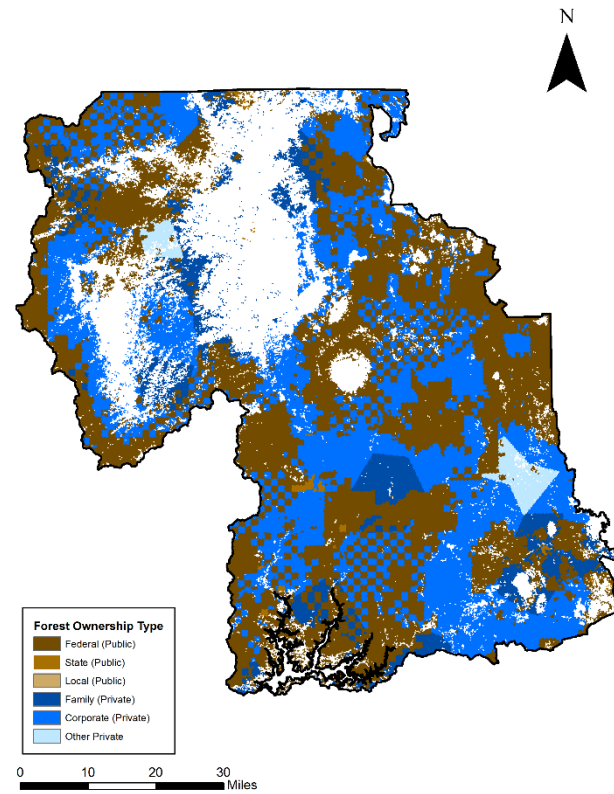 N
Forest Ownership Type
Federal (Public)
State (Public)
Local (Public)
Family (Private)
Corporate (Private)
Other Private
0 10 20 30
Miles